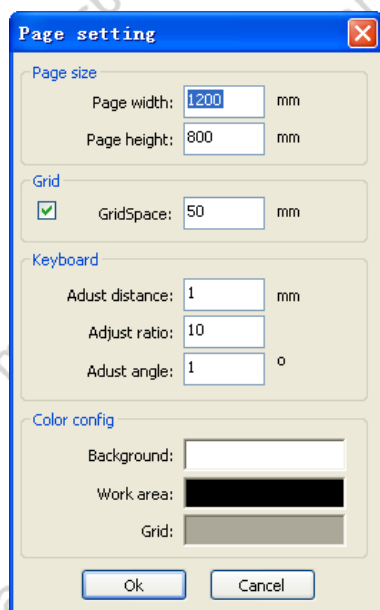 Page setting
Page size
Page width: 1200 mm
Page height: 800 mm
Grid
GridSpace: 50 mm
Keyboard
Adust distance: 1 mm
Adjust ratio: 10
Adust angle: 1 o
Color config
Background:
Work area:
Grid:
Ok Cancel